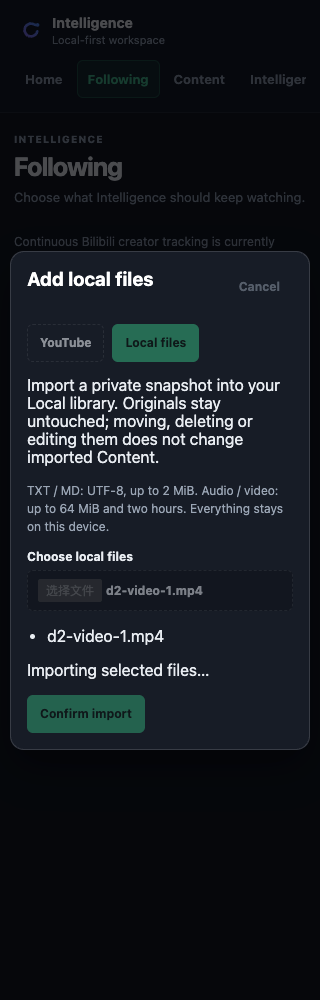 Intelligence
Local-first workspace
Home Following Content Intelliger
INTELLIGENCE
Following
Choose what Intelligence should keep watching.
Continuous Bilibili creator tracking is currently
Add local files
Cancel
YouTube Local files
Import a private snapshot into your
Local library. Originals stay
untouched; moving, deleting or
editing them does not change
imported Content.
TXT / MD: UTF-8, up to 2 MiB. Audio / video:
up to 64 MiB and two hours. Everything stays
on this device.
Choose local files
选择文件 d2-video-1.mp4
• d2-video-1.mp4
Importing selected files...
Confirm import